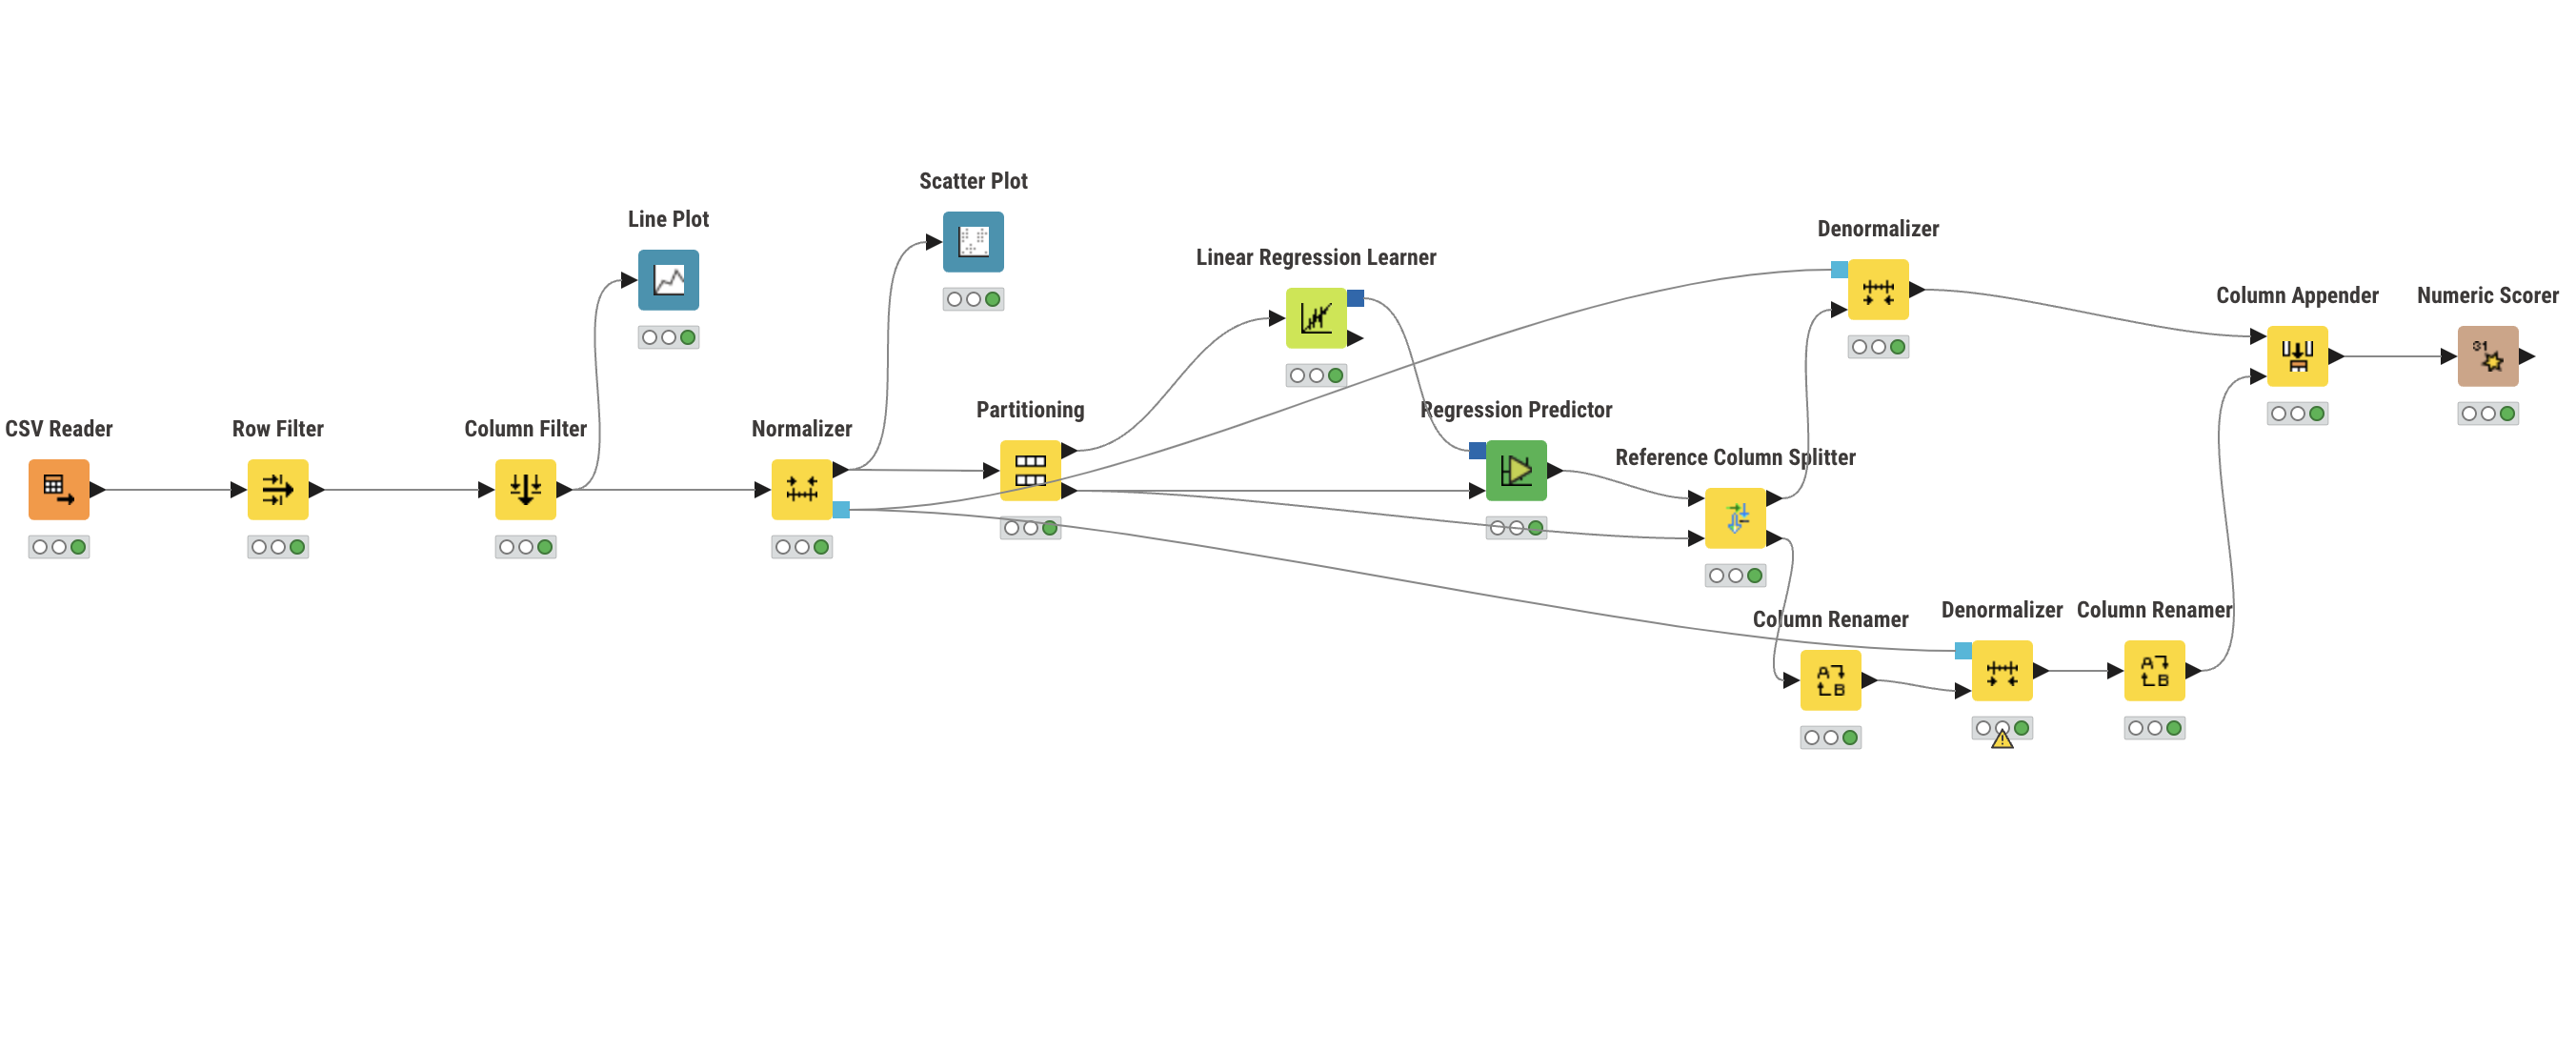 Scatter Plot
Line Plot
Denormalizer
Linear Regression Learner
Column Appender
Numeric Scorer
Partitioning
Regression Predictor
CSV Reader
Row Filter
Column Filter
Normalizer
Reference Column Splitter
Column Renamer
Denormalizer
Column Renamer